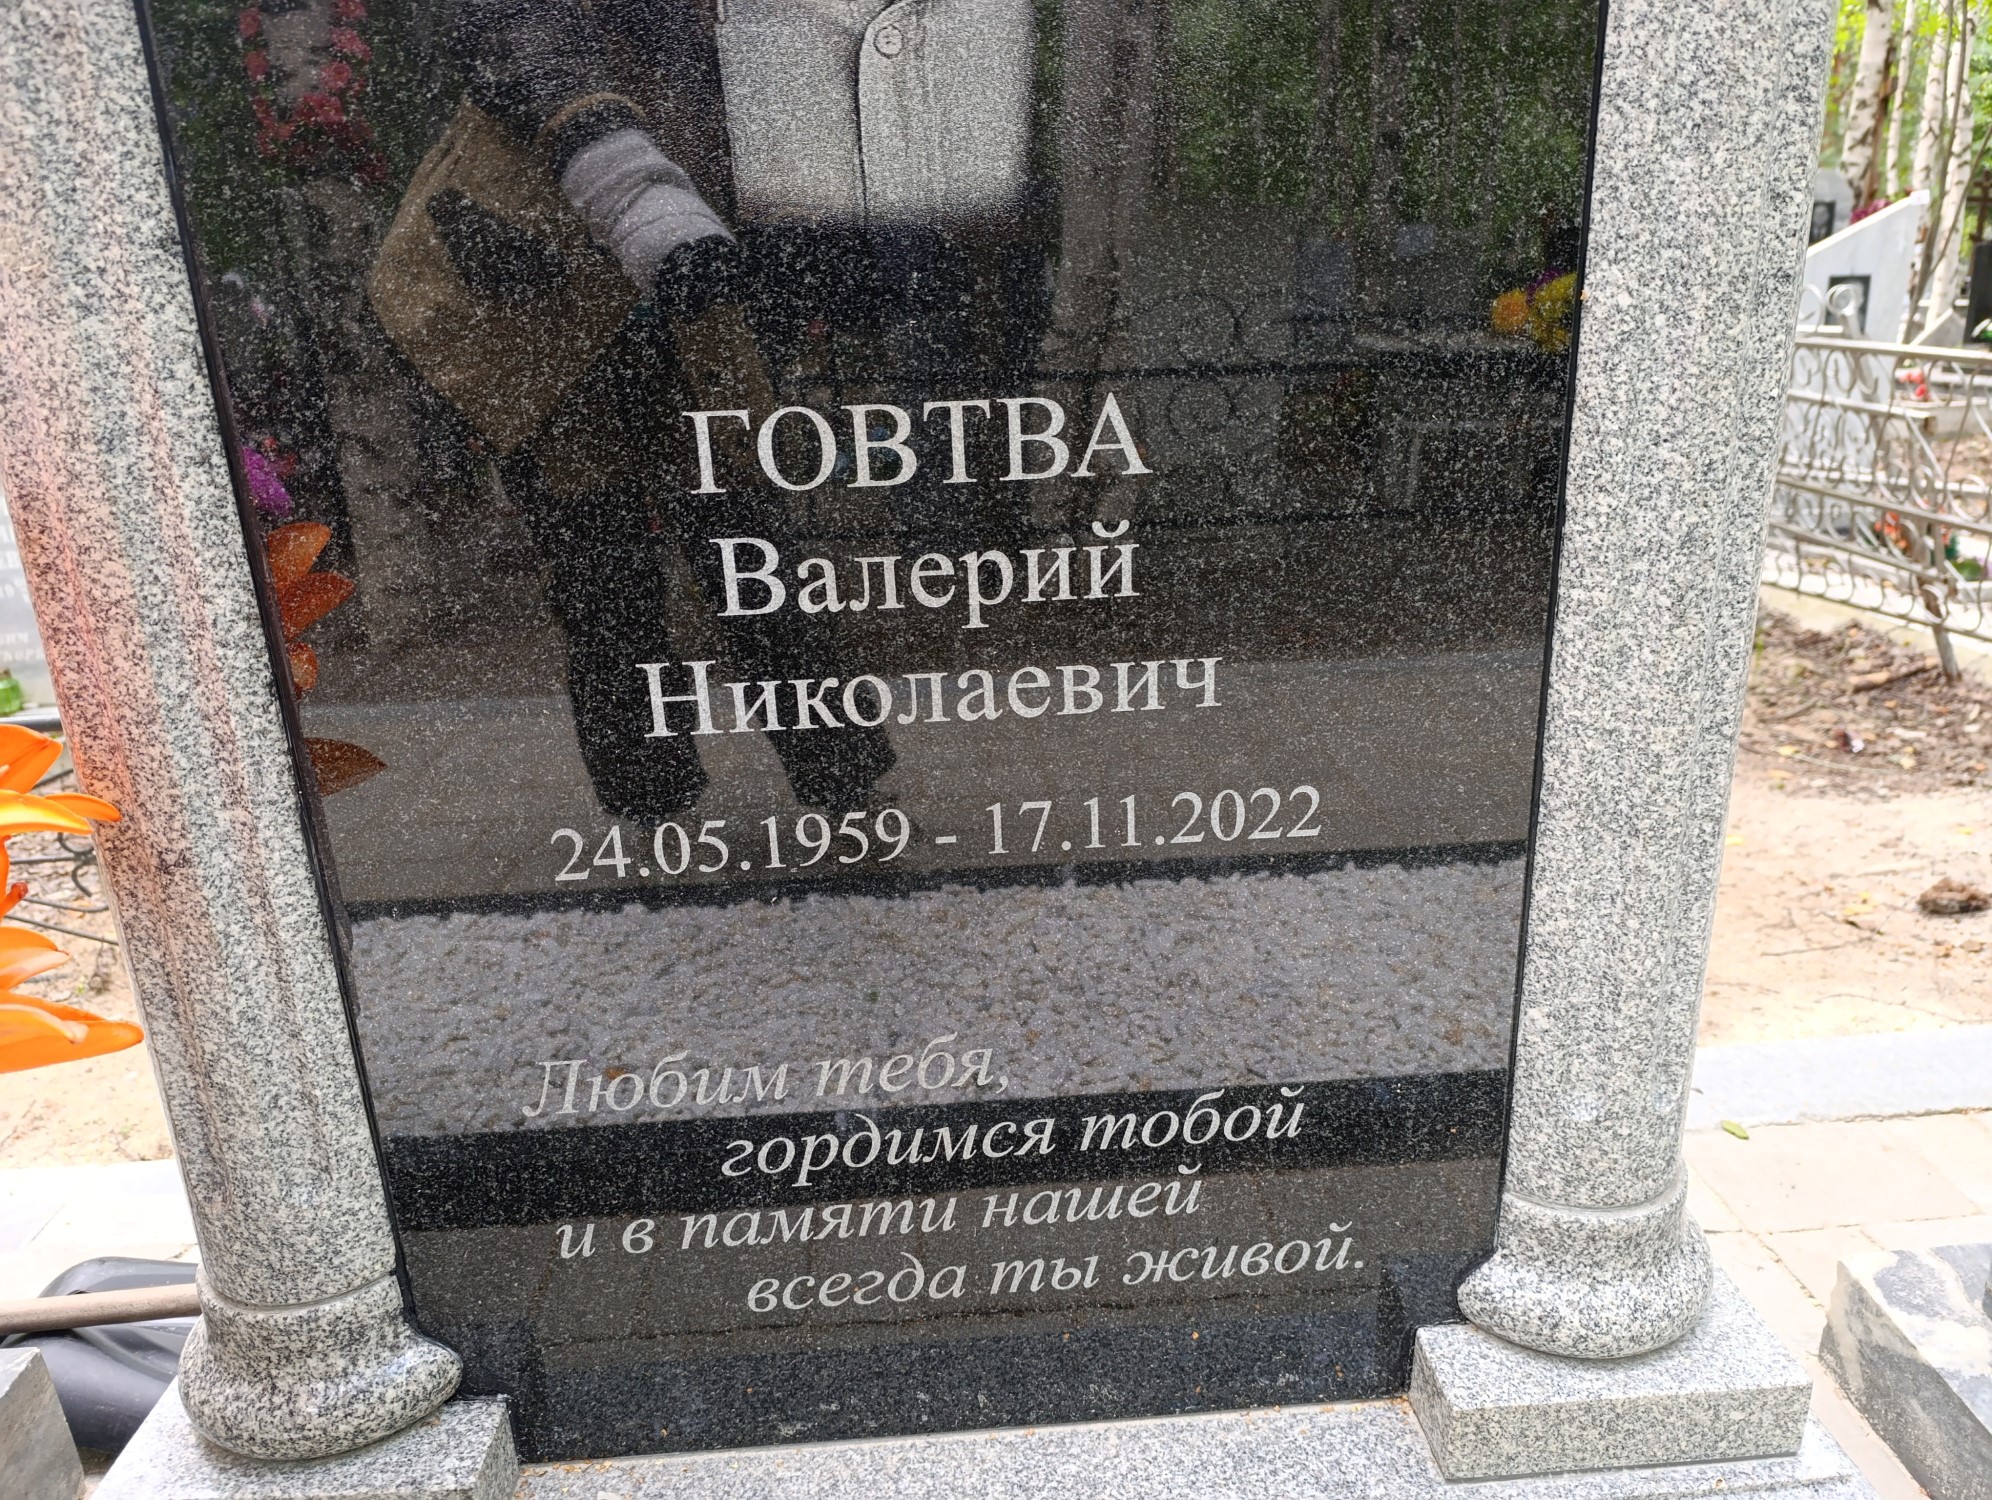 ГОВТВА
Валерий
Николаевич
24.05.1959 - 17.11.2022
Любим тебя,
гордимся тобой
и в памяти нашей
всегда ты живой.